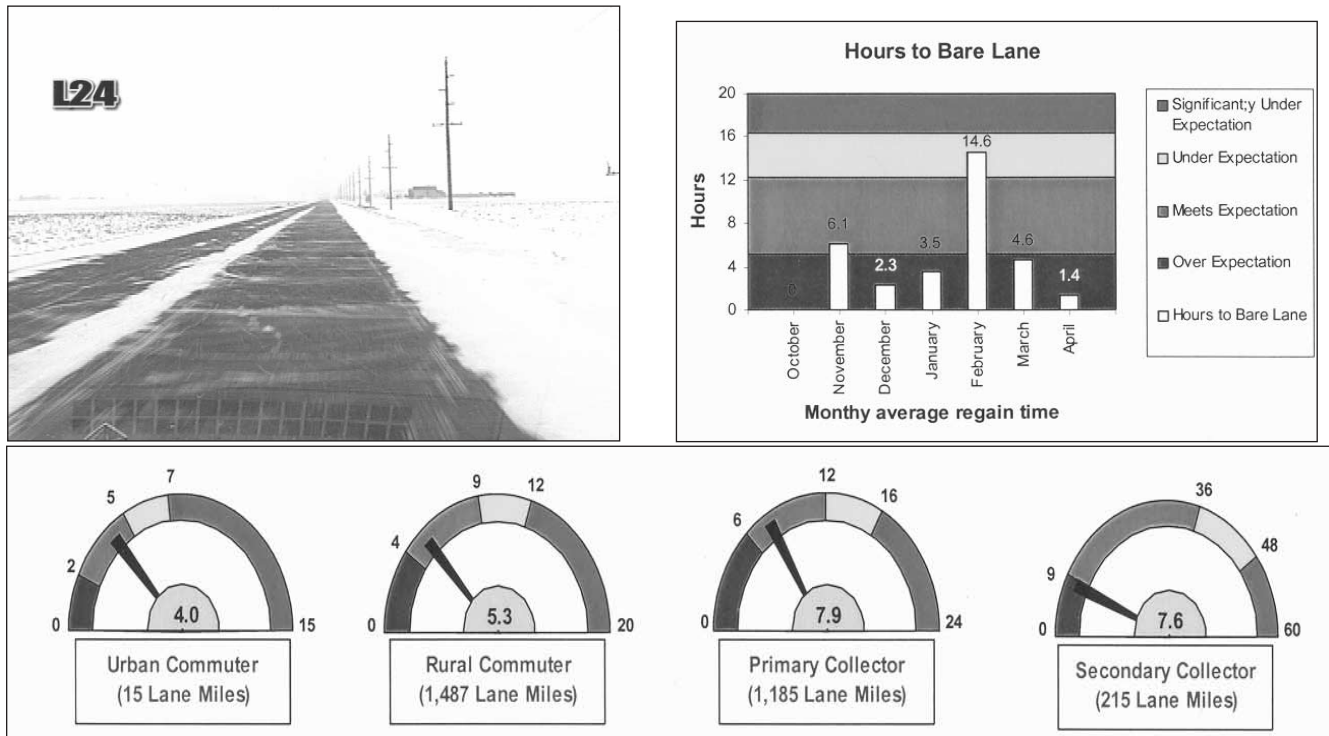 L24
Hours to Bare Lane
20
16
12
8
4
0
Hours
0
6.1
2.3
3.5
14.6
4.6
1.4
October
November
December
January
February
March
April
Monthy average regain time
Significant;y Under
Expectation
Under Expectation
Meets Expectation
Over Expectation
Hours to Bare Lane
0
2
5
7
15
4.0
Urban Commuter
(15 Lane Miles)
0
4
9
12
20
5.3
Rural Commuter
(1,487 Lane Miles)
0
6
12
16
24
7.9
Primary Collector
(1,185 Lane Miles)
0
9
36
48
60
7.6
Secondary Collector
(215 Lane Miles)